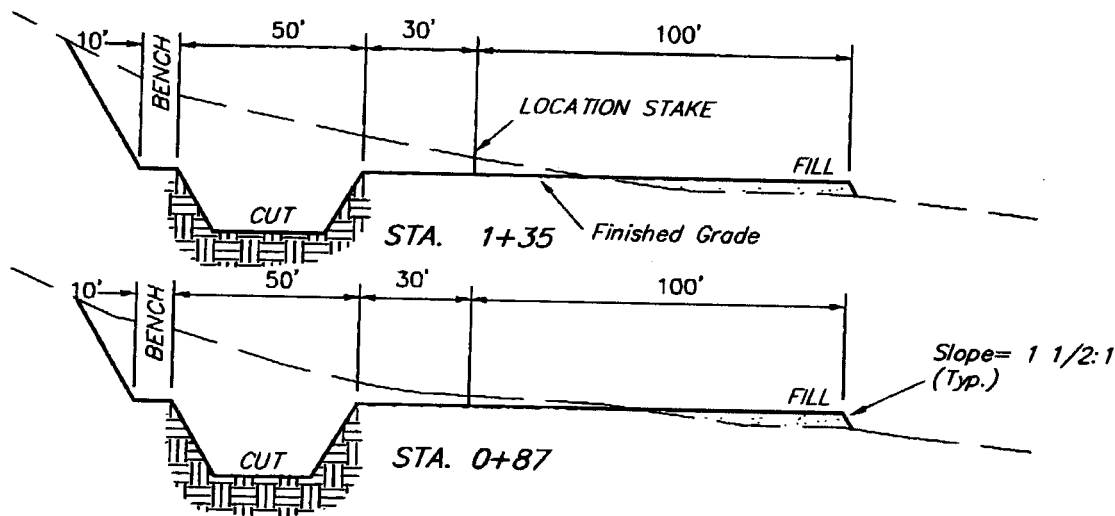 10' 50' 30' 100'
BENCH
LOCATION STAKE
FILL
CUT
STA. 1+35 Finished Grade
10' 50' 30' 100'
BENCH
Slope= 1 1/2:1
(Typ.)
FILL
CUT
STA. 0+87